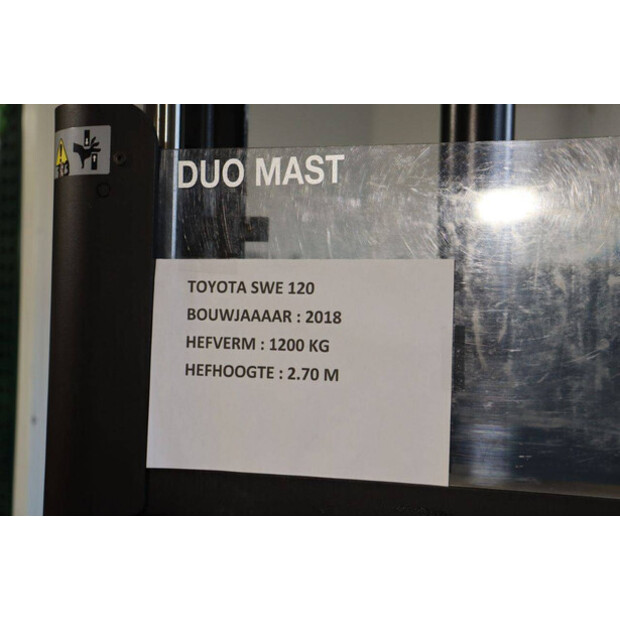 DUO MAST
TOYOTA SWE 120
BOUWJAAAAR : 2018
HEFVERM : 1200 KG
HEFHOOGTE : 2.70 M